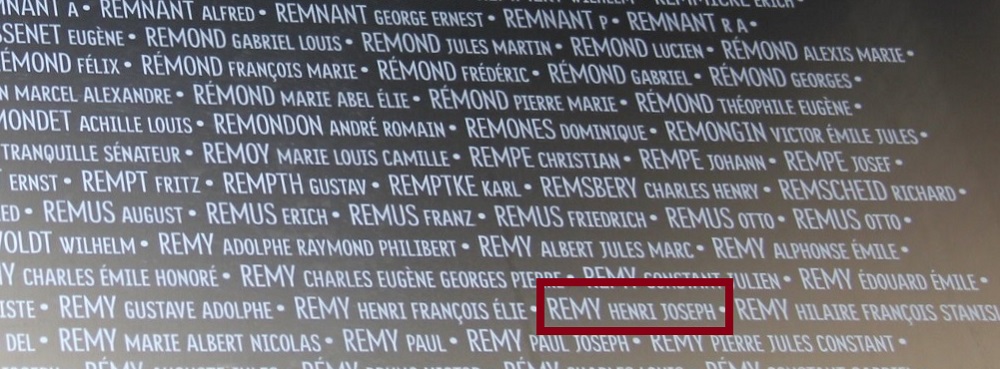 REMNANT ALFRED • REMNANT GEORGE ERNEST • REMNANT P • REMNANT R A •
EUGÈNE • REMOND GABRIEL LOUIS • REMOND JULES MARTIN • REMOND LUCIEN • RÉMOND ALEXIS MARIE •
RÉMOND FÉLIX • RÉMOND FRANÇOIS MARIE • RÉMOND FRÉDÉRIC • RÉMOND GABRIEL • RÉMOND GEORGES •
MARCEL ALEXANDRE • RÉMOND MARIE ABEL ÉLIE • RÉMOND PIERRE MARIE • RÉMOND THÉOPHILE EUGÈNE •
MONDET ACHILLE LOUIS • REMONDON ANDRÉ ROMAIN • REMONES DOMINIQUE • REMONGIN VICTOR ÉMILE JULES •
TRANQUILLE SÉNATEUR • REMOY MARIE LOUIS CAMILLE • REMPE CHRISTIAN • REMPE JOHANN • REMPE JOSEF •
ERNST • REMPT FRITZ • REMPTH GUSTAV • REMPTKE KARL • REMSBERY CHARLES HENRY • REMSCHEID RICHARD •
• REMUS AUGUST • REMUS ERICH • REMUS FRANZ • REMUS FRIEDRICH • REMUS OTTO • REMUS OTTO •
WILHELM • REMY ADOLPHE RAYMOND PHILIBERT • REMY ALBERT JULES MARC • REMY ALPHONSE ÉMILE •
CHARLES ÉMILE HONORÉ • REMY CHARLES EUGÈNE GEORGES PIERRE • REMY CONSTANT JULIEN • REMY ÉDOUARD ÉMILE •
• REMY GUSTAVE ADOLPHE • REMY HENRI FRANÇOIS ÉLIE • REMY HENRI JOSEPH • REMY HILAIRE FRANÇOIS
DEL • REMY MARIE ALBERT NICOLAS • REMY PAUL • REMY PAUL JOSEPH • REMY PIERRE JULES CONSTANT •